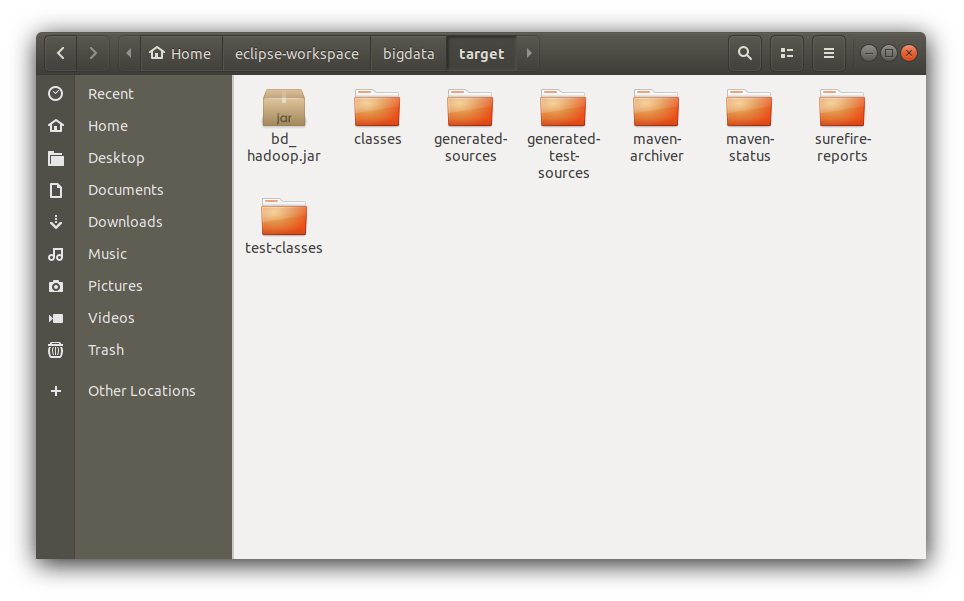 Home
eclipse-workspace
bigdata
target
Recent
Home
Desktop
Documents
Downloads
Music
Pictures
Videos
Trash
Other Locations
jar
bd_
hadoop.jar
classes
generated-
sources
generated-
test-
sources
maven-
archiver
maven-
status
surefire-
reports
test-classes